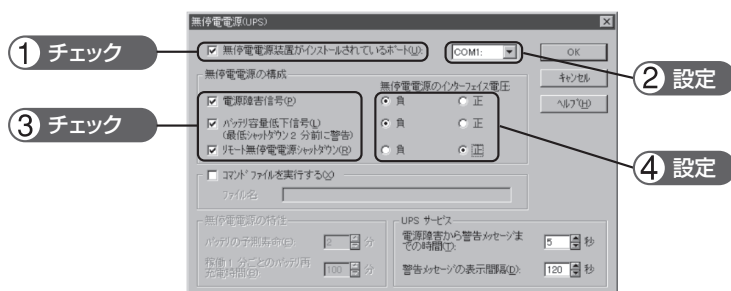 無停電電源(UPS)
① チェック
無停電電源装置がインストールされているポート(U):
COM1:
OK
② 設定
無停電電源の構成
無停電電源のインターフェイス電圧
キャンセル
ヘルプ(H)
③ チェック
電源障害信号(P)
負 正
バッテリ容量低下信号(L)
(最低シャットダウン 2 分前に警告)
負 正
リモート無停電電源シャットダウン(R)
負 正
④ 設定
コマンド ファイルを実行する(X)
ファイル名
無停電電源の特性
バッテリの予測寿命(E): 2 分
稼働 1 分ごとのバッテリ再
充電時間(B): 100 分
UPS サービス
電源障害から警告メッセージま
での時間(T): 5 秒
警告メッセージの表示間隔(D): 120 秒